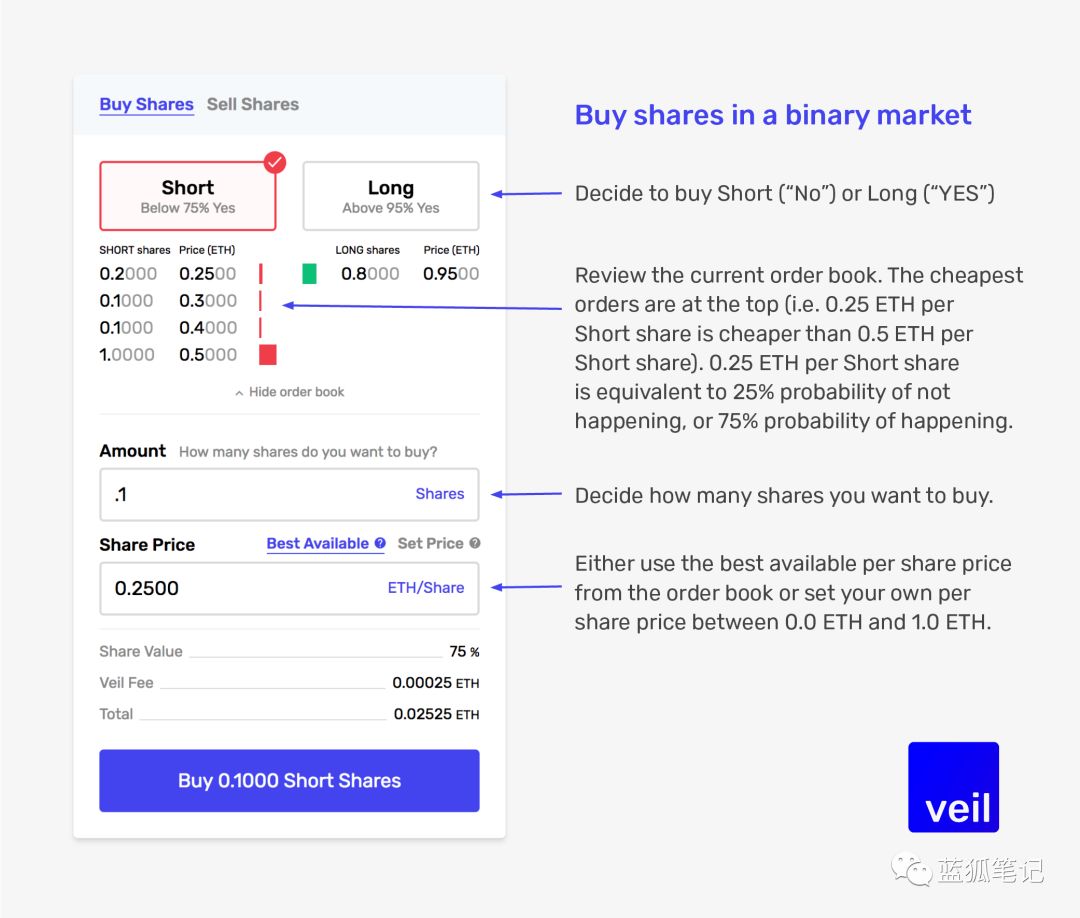 Buy Shares Sell Shares
Short
Below 75% Yes
Long
Above 95% Yes
SHORT shares Price (ETH)
0.2000 0.2500
0.1000 0.3000
0.1000 0.4000
1.0000 0.5000
LONG shares Price (ETH)
0.8000 0.9500
Hide order book
Amount How many shares do you want to buy?
.1 Shares
Share Price Best Available ? Set Price ?
0.2500 ETH/Share
Share Value 75 %
Veil Fee 0.00025 ETH
Total 0.02525 ETH
Buy 0.1000 Short Shares
Buy shares in a binary market
Decide to buy Short (“No”) or Long (“YES”)
Review the current order book. The cheapest
orders are at the top (i.e. 0.25 ETH per
Short share is cheaper than 0.5 ETH per
Short share). 0.25 ETH per Short share
is equivalent to 25% probability of not
happening, or 75% probability of happening.
Decide how many shares you want to buy.
Either use the best available per share price
from the order book or set your own per
share price between 0.0 ETH and 1.0 ETH.
veil
蓝狐笔记